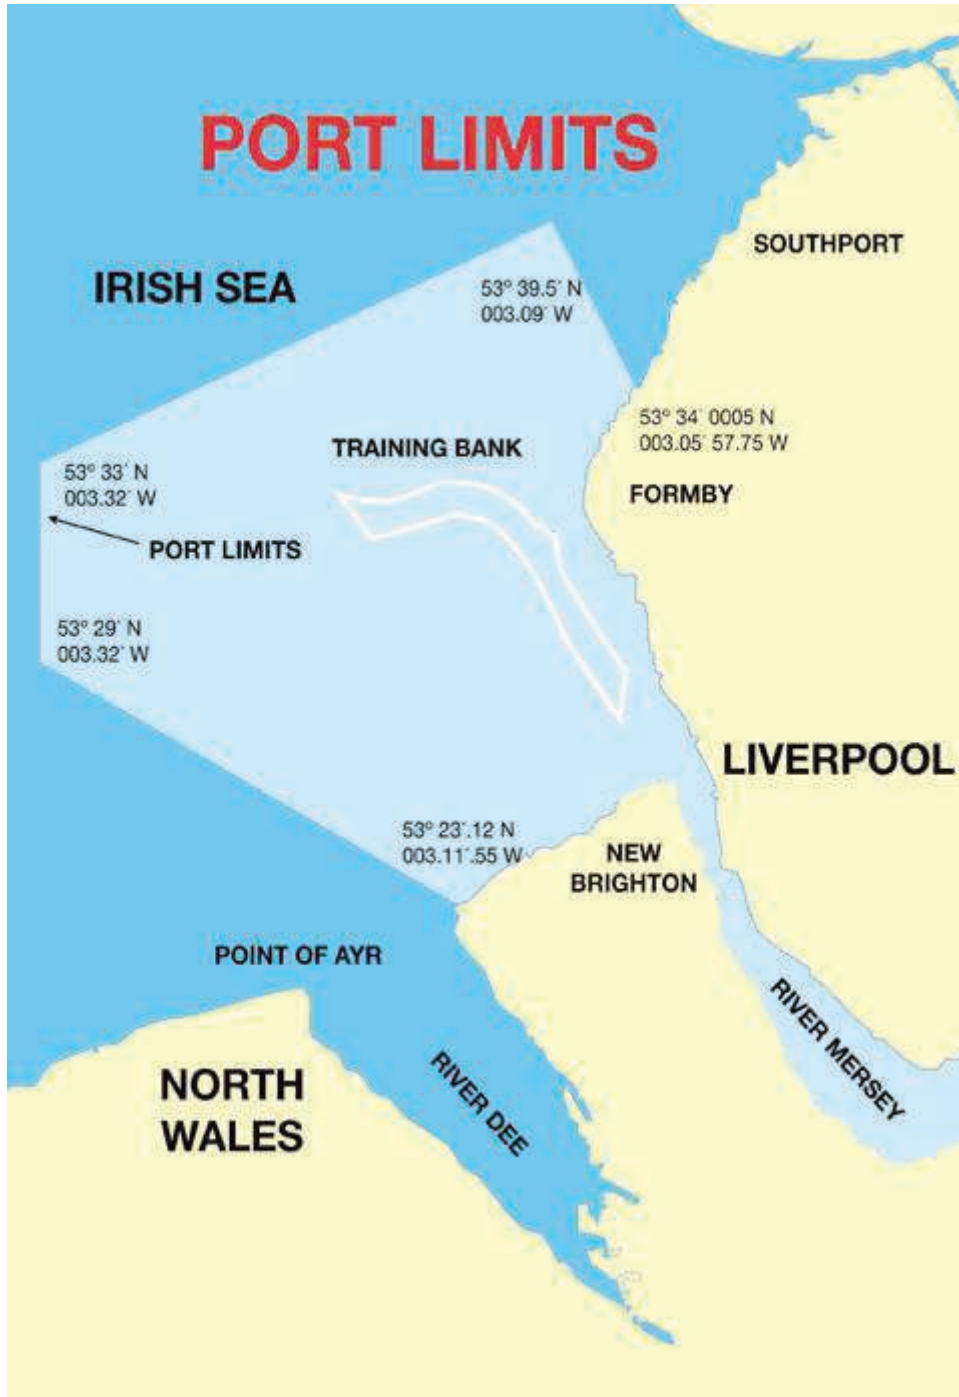 PORT LIMITS
SOUTHPORT
IRISH SEA
53° 39.5' N
003.09' W
53° 34' 0005 N
003.05' 57.75 W
TRAINING BANK
53° 33' N
003.32' W
FORMBY
PORT LIMITS
53° 29' N
003.32' W
LIVERPOOL
53° 23'.12 N
003.11'.55 W
NEW
BRIGHTON
POINT OF AYR
RIVER MERSEY
RIVER DEE
NORTH
WALES